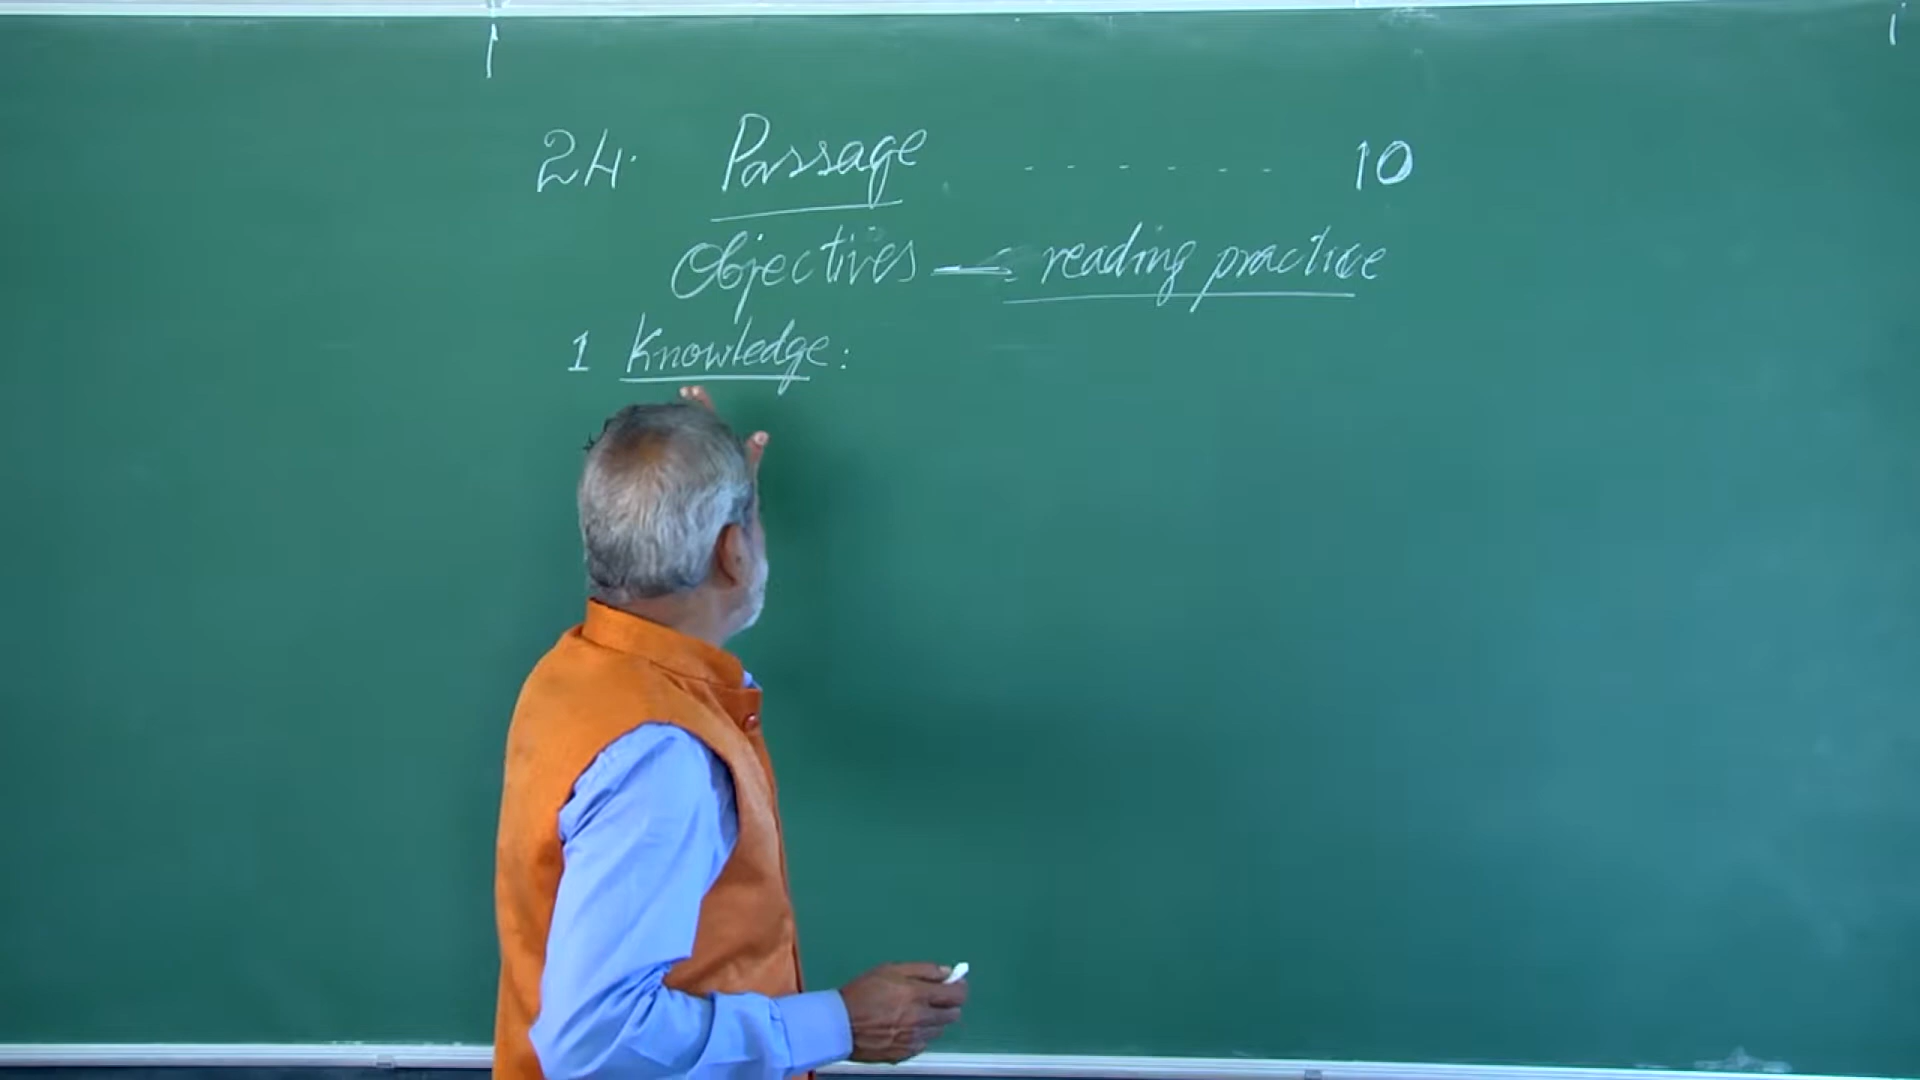 24. Passage . . . . . . . 10
Objectives — reading practice
1 Knowledge: